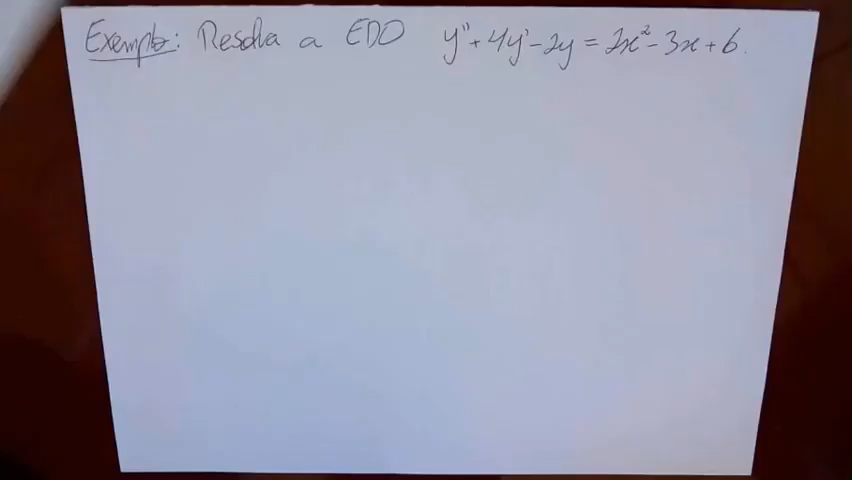 Exemplo: Resolva a EDO y'' + 4y' - 2y = 2x² - 3x + 6.